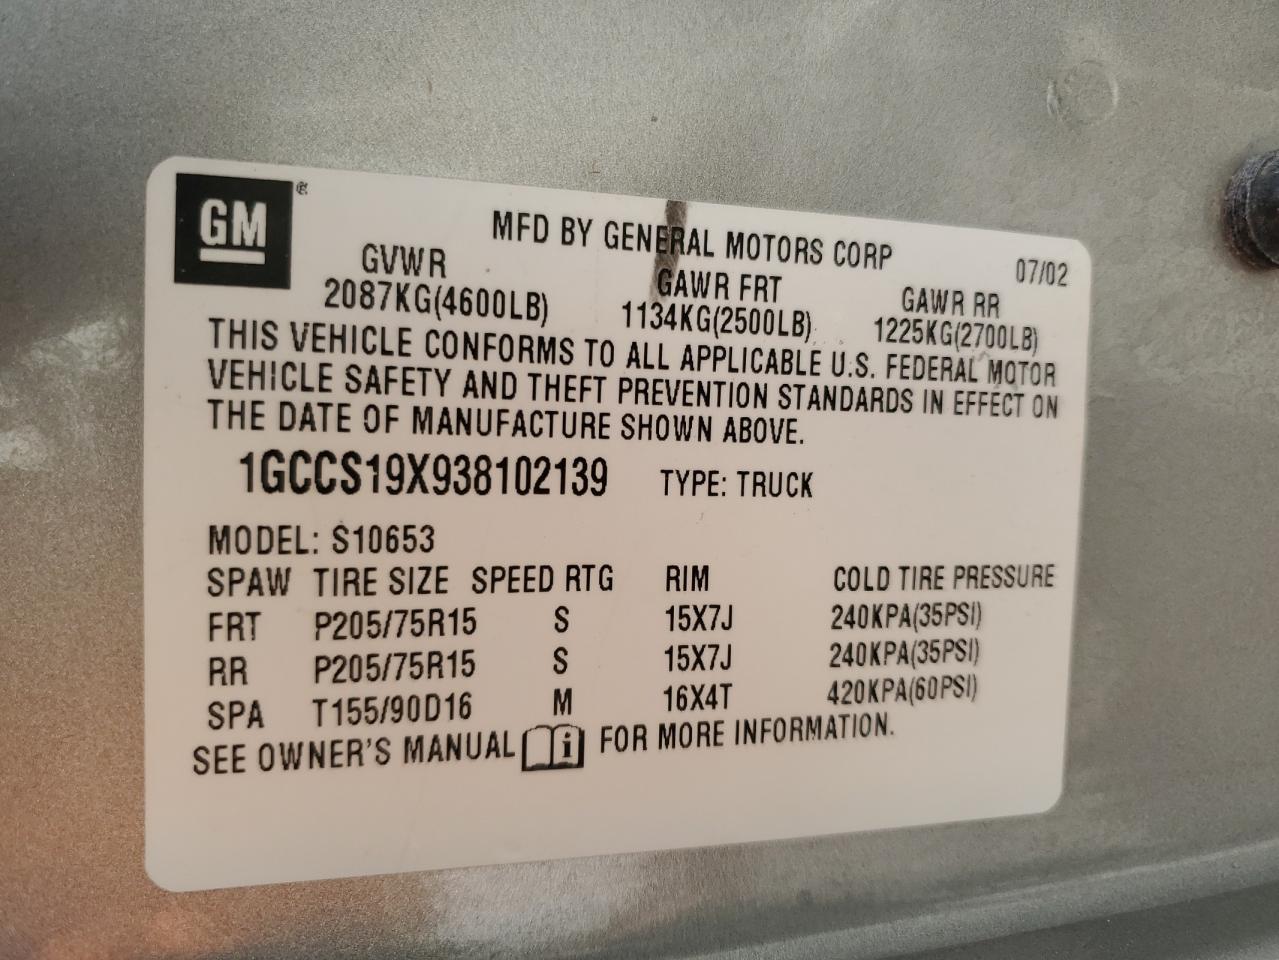 GM
MFD BY GENERAL MOTORS CORP 07/02
GVWR GAWR FRT GAWR RR
2087KG(4600LB) 1134KG(2500LB) 1225KG(2700LB)
THIS VEHICLE CONFORMS TO ALL APPLICABLE U.S. FEDERAL MOTOR
VEHICLE SAFETY AND THEFT PREVENTION STANDARDS IN EFFECT ON
THE DATE OF MANUFACTURE SHOWN ABOVE.
1GCCS19X938102139 TYPE: TRUCK
MODEL: S10653
SPAW TIRE SIZE SPEED RTG RIM COLD TIRE PRESSURE
FRT P205/75R15 S 15X7J 240KPA(35PSI)
RR P205/75R15 S 15X7J 240KPA(35PSI)
SPA T155/90D16 M 16X4T 420KPA(60PSI)
SEE OWNER'S MANUAL i FOR MORE INFORMATION.